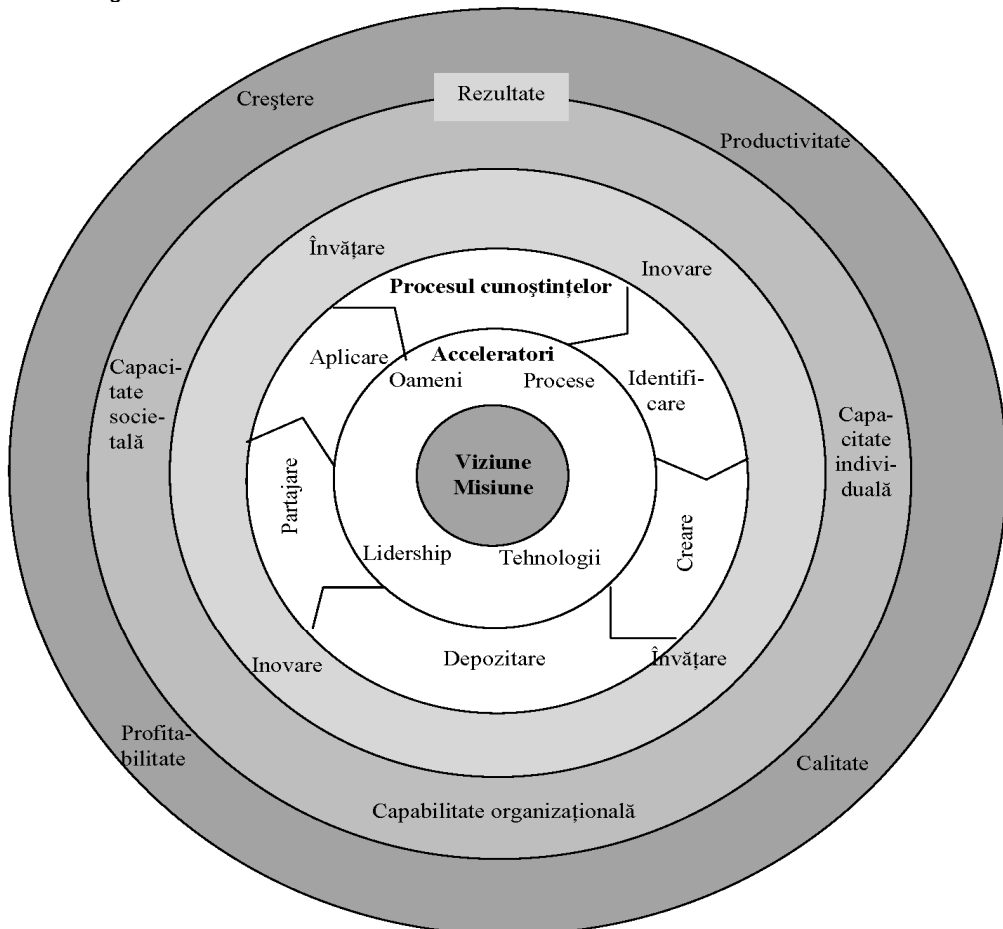 Creştere
Rezultate
Productivitate
Învăţare
Inovare
Procesul cunoştinţelor
Aplicare
Acceleratori
Oameni
Procese
Identifi-
care
Capaci-
tate
socie-
tală
Capa-
citate
indivi-
duală
Viziune
Misiune
Partajare
Creare
Lidership
Tehnologii
Inovare
Depozitare
Învăţare
Profita-
bilitate
Calitate
Capabilitate organizaţională